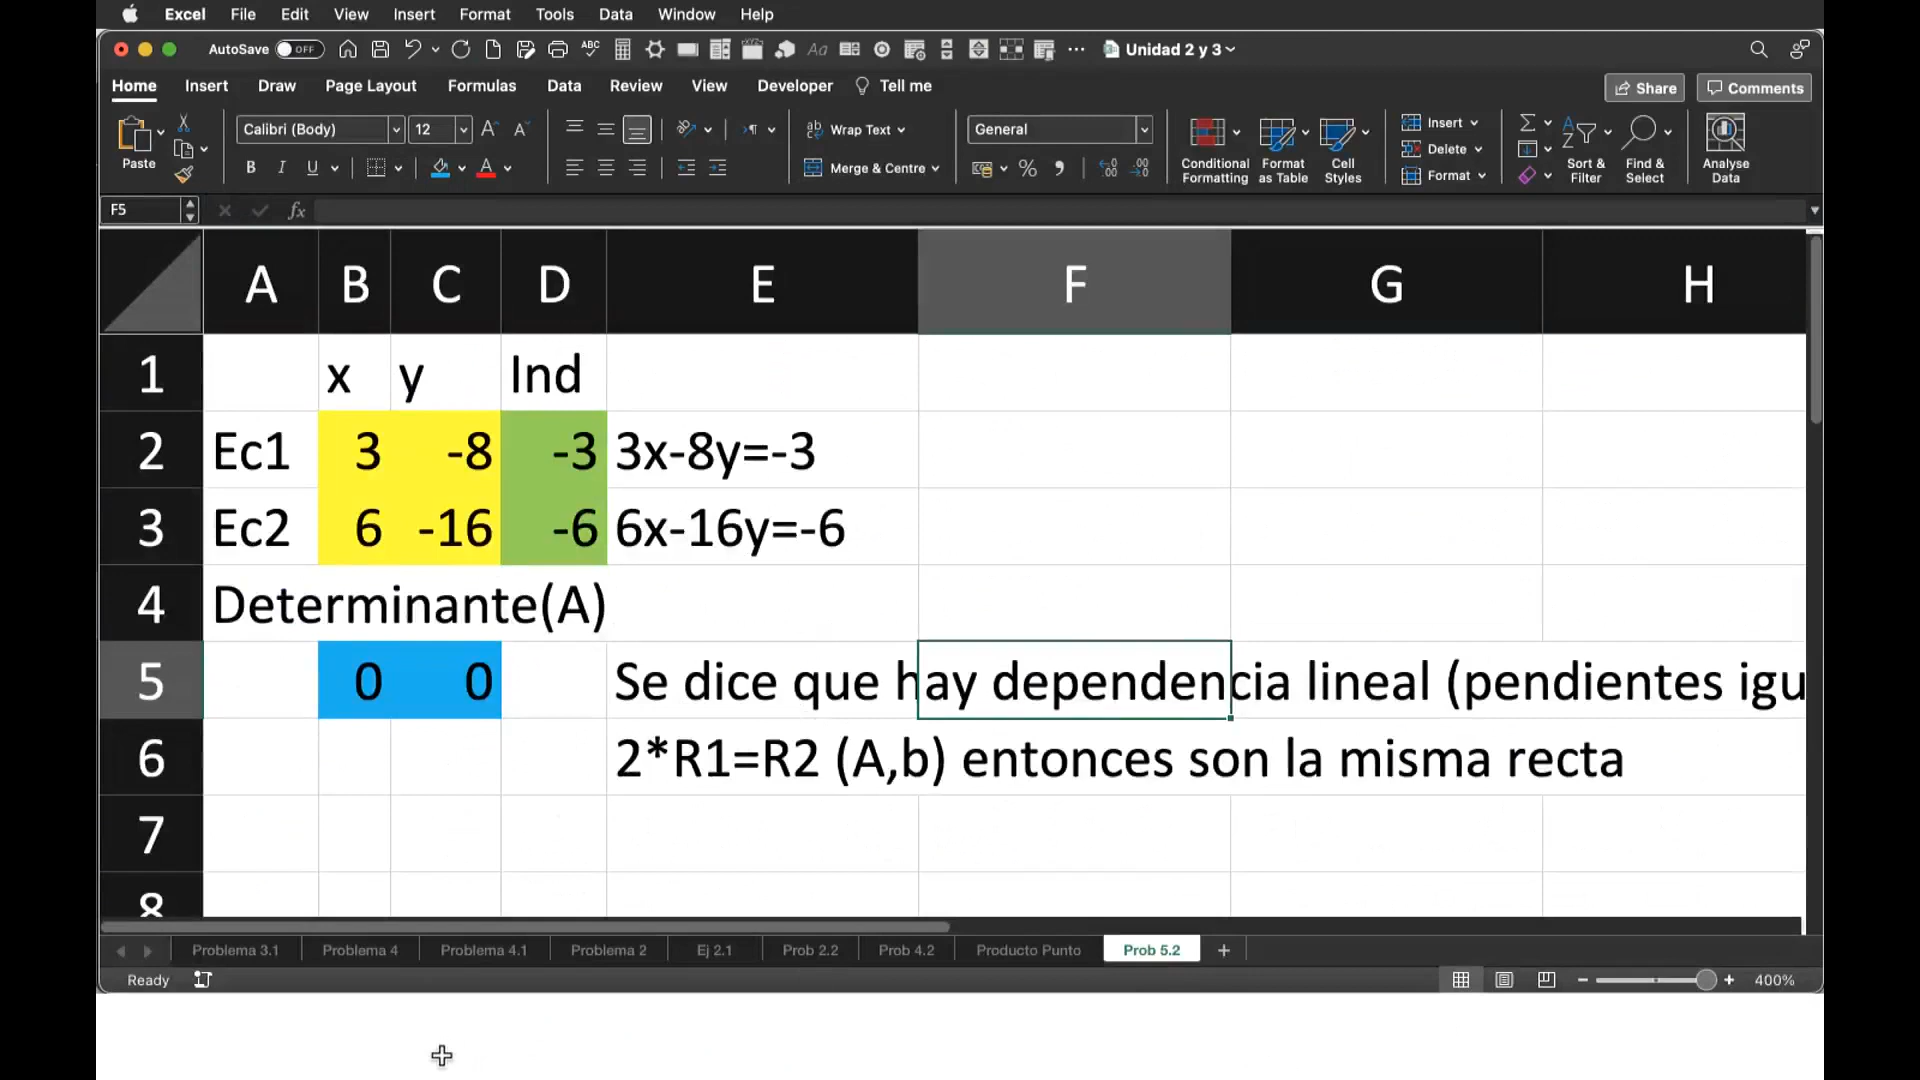 Excel File Edit View Insert Format Tools Data Window Help
AutoSave OFF ABC Aa Unidad 2 y 3
Home Insert Draw Page Layout Formulas Data Review View Developer Tell me Share Comments
Paste Calibri (Body) 12 A A Wrap Text General Conditional Formatting Format as Table Cell Styles Insert Delete Format Sort & Filter Find & Select Analyse Data
B I U A Merge & Centre % ,
F5 fx
A B C D E F G H
1 x y Ind
2 Ec1 3 -8 -3 3x-8y=-3
3 Ec2 6 -16 -6 6x-16y=-6
4 Determinante(A)
5 0 0 Se dice que hay dependencia lineal (pendientes igu
6 2*R1=R2 (A,b) entonces son la misma recta
7
8
Problema 3.1 Problema 4 Problema 4.1 Problema 2 Ej 2.1 Prob 2.2 Prob 4.2 Producto Punto Prob 5.2 +
Ready - + 400%